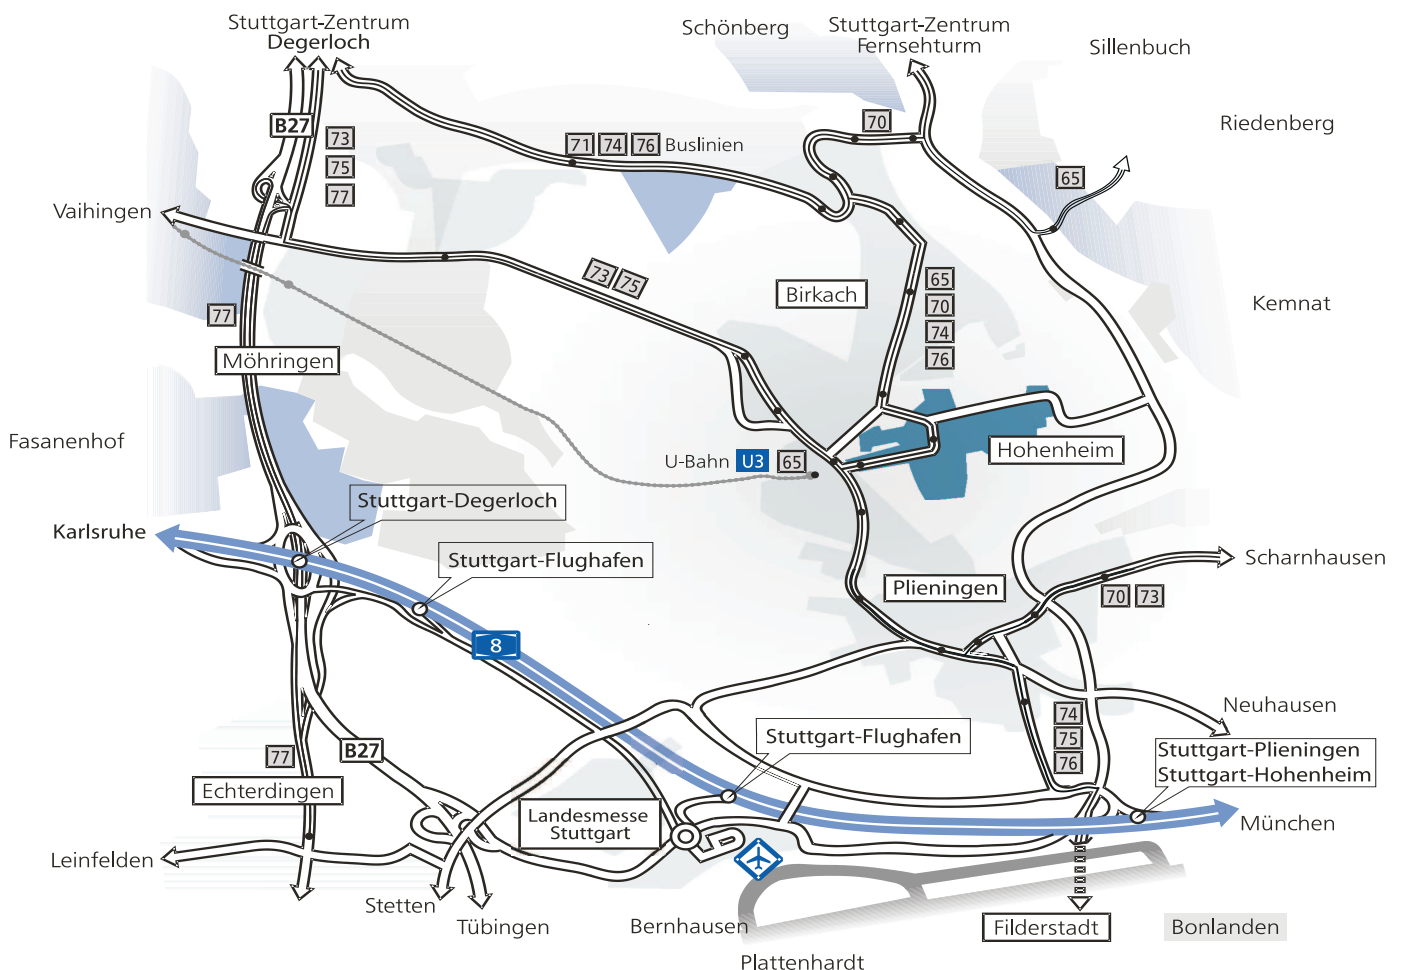 Stuttgart-Zentrum
Degerloch
Schönberg
Stuttgart-Zentrum
Fernsehturm
Sillenbuch
B27
73
75
77
71 74 76 Buslinien
70
Riedenberg
65
Vaihingen
73 75
Birkach
65
70
74
76
Kemnat
77
Möhringen
Fasanenhof
U-Bahn U3 65
Hohenheim
Stuttgart-Degerloch
Karlsruhe
Stuttgart-Flughafen
Scharnhausen
Plieningen
70 73
8
Neuhausen
74
75
76
Stuttgart-Flughafen
Stuttgart-Plieningen
Stuttgart-Hohenheim
77
B27
Echterdingen
Landesmesse
Stuttgart
München
Leinfelden
Stetten
Tübingen
Bernhausen
Filderstadt
Bonlanden
Plattenhardt